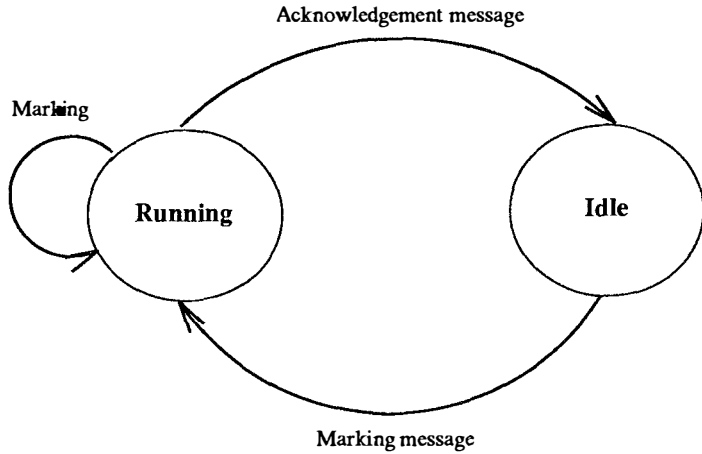 Acknowledgement message
Marking
Running
Idle
Marking message